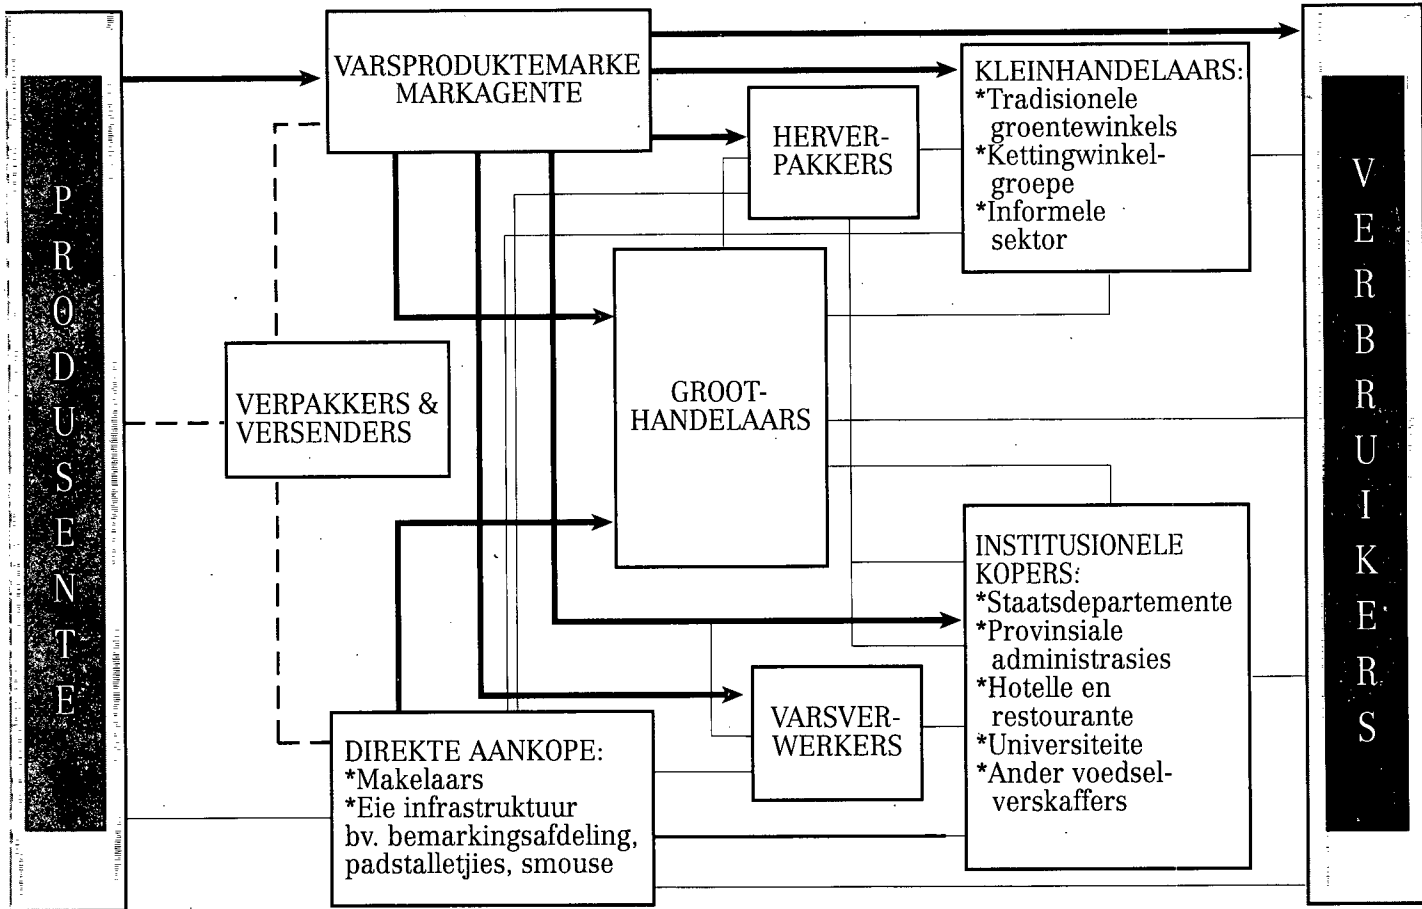 PRODUSENTE
VARSPRODUKTEMARKE
MARKAGENTE
VERPAKKERS &
VERSENDERS
DIREKTE AANKOPE:
*Makelaars
*Eie infrastruktuur
bv. bemarkingsafdeling,
padstalletjies, smouse
HERVER-
PAKKERS
GROOT-
HANDELAARS
VARSVER-
WERKERS
KLEINHANDELAARS:
*Tradisionele
groentewinkels
*Kettingwinkel-
groepe
*Informele
sektor
INSTITUSIONELE
KOPERS:
*Staatsdepartemente
*Provinsiale
administrasies
*Hotelle en
restourante
*Universiteite
*Ander voedsel-
verskaffers
VERBRUIKERS